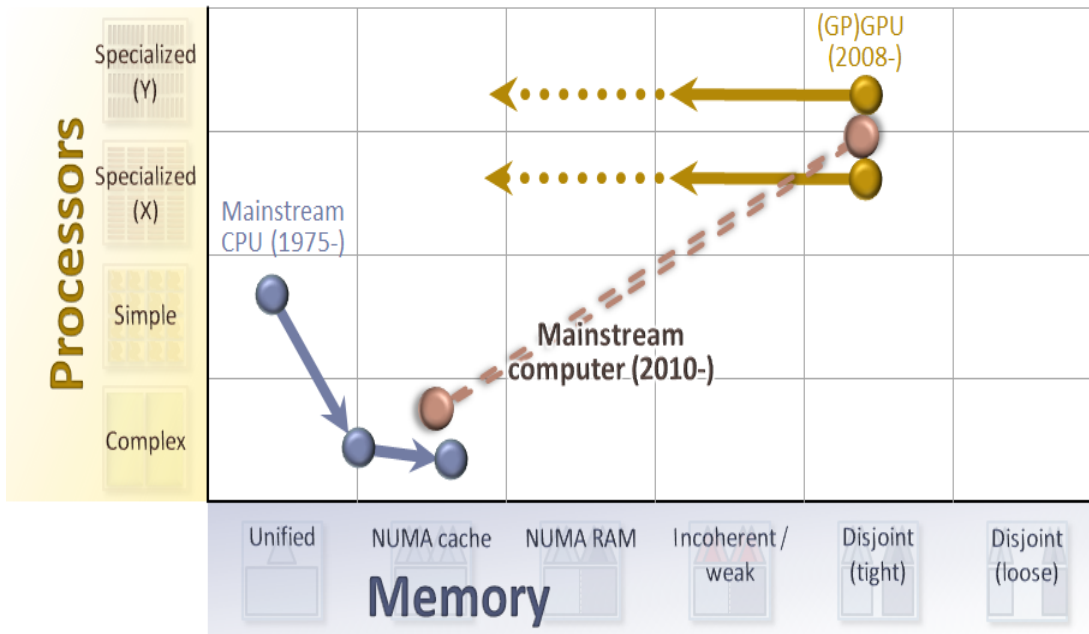 Processors
Specialized
(Y)
Specialized
(X)
Simple
Complex
(GP)GPU
(2008-)
Mainstream
CPU (1975-)
Mainstream
computer (2010-)
Unified
NUMA cache
NUMA RAM
Incoherent /
weak
Disjoint
(tight)
Disjoint
(loose)
Memory